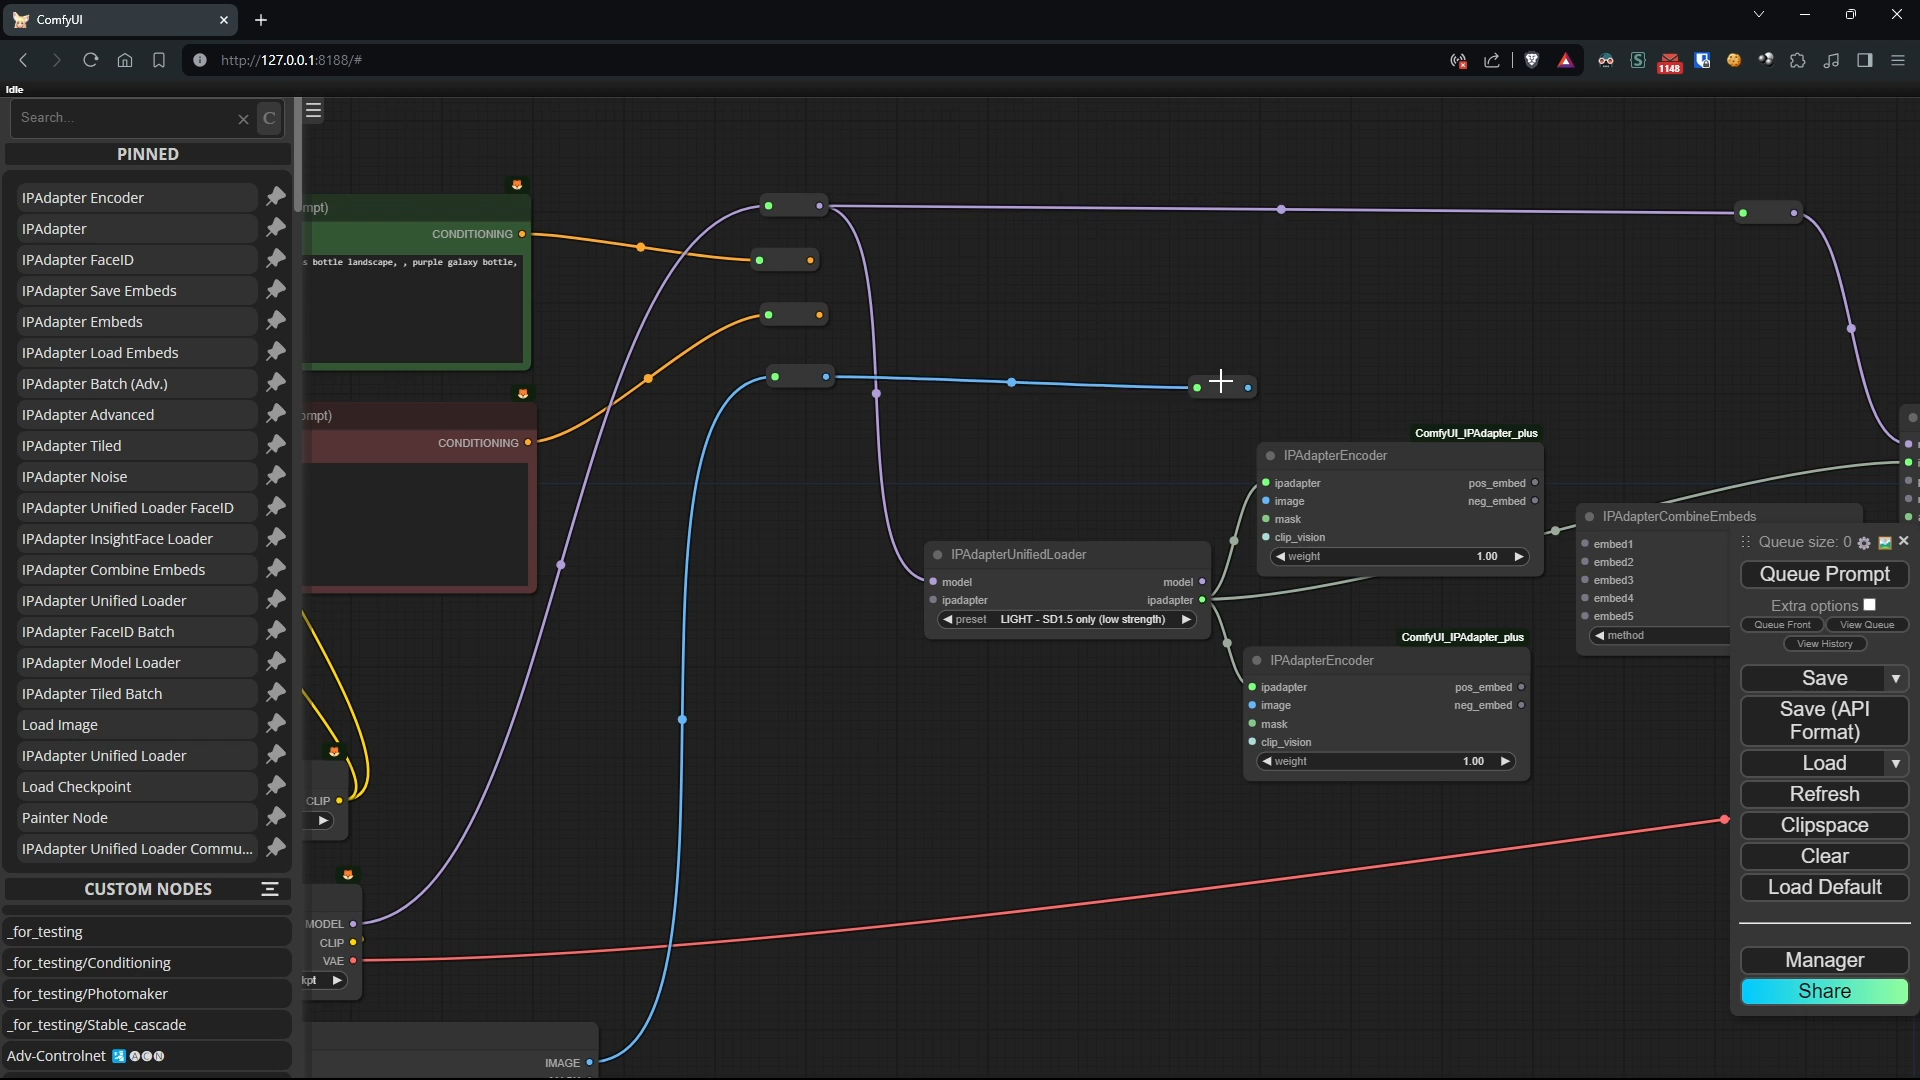 ComfyUI
http://127.0.0.1:8188/#
1148
Idle
Search...
C
PINNED
IPAdapter Encoder
IPAdapter
IPAdapter FaceID
IPAdapter Save Embeds
IPAdapter Embeds
IPAdapter Load Embeds
IPAdapter Batch (Adv.)
IPAdapter Advanced
IPAdapter Tiled
IPAdapter Noise
IPAdapter Unified Loader FaceID
IPAdapter InsightFace Loader
IPAdapter Combine Embeds
IPAdapter Unified Loader
IPAdapter FaceID Batch
IPAdapter Model Loader
IPAdapter Tiled Batch
Load Image
IPAdapter Unified Loader
Load Checkpoint
Painter Node
IPAdapter Unified Loader Commu...
CUSTOM NODES
_for_testing
_for_testing/Conditioning
_for_testing/Photomaker
_for_testing/Stable_cascade
Adv-Controlnet 🛂🅐🅒🅝
mpt)
CONDITIONING
s bottle landscape, , purple galaxy bottle,
ompt)
CONDITIONING
CLIP
MODEL
CLIP
VAE
kpt
IMAGE
IPAdapterUnifiedLoader
model model
ipadapter ipadapter
preset LIGHT - SD1.5 only (low strength)
ComfyUI_IPAdapter_plus
IPAdapterEncoder
ipadapter pos_embed
image neg_embed
mask
clip_vision
weight 1.00
ComfyUI_IPAdapter_plus
IPAdapterEncoder
ipadapter pos_embed
image neg_embed
mask
clip_vision
weight 1.00
IPAdapterCombineEmbeds
embed1
embed2
embed3
embed4
embed5
method
Queue size: 0
Queue Prompt
Extra options
Queue Front View Queue
View History
Save
Save (API
Format)
Load
Refresh
Clipspace
Clear
Load Default
Manager
Share